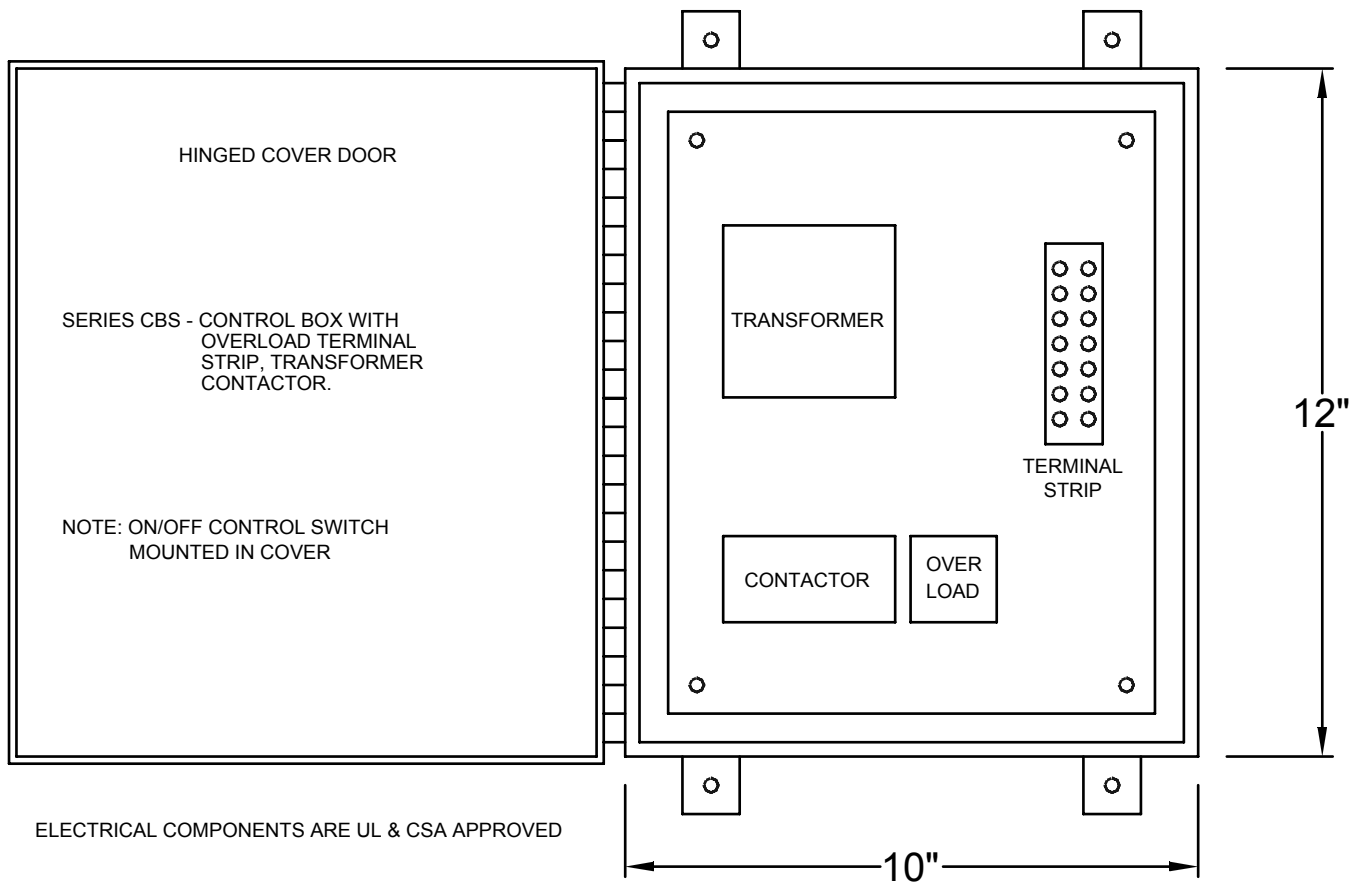 HINGED COVER DOOR
SERIES CBS - CONTROL BOX WITH
OVERLOAD TERMINAL
STRIP, TRANSFORMER
CONTACTOR.
NOTE: ON/OFF CONTROL SWITCH
MOUNTED IN COVER
TRANSFORMER
TERMINAL
STRIP
CONTACTOR
OVER
LOAD
12"
10"
ELECTRICAL COMPONENTS ARE UL & CSA APPROVED